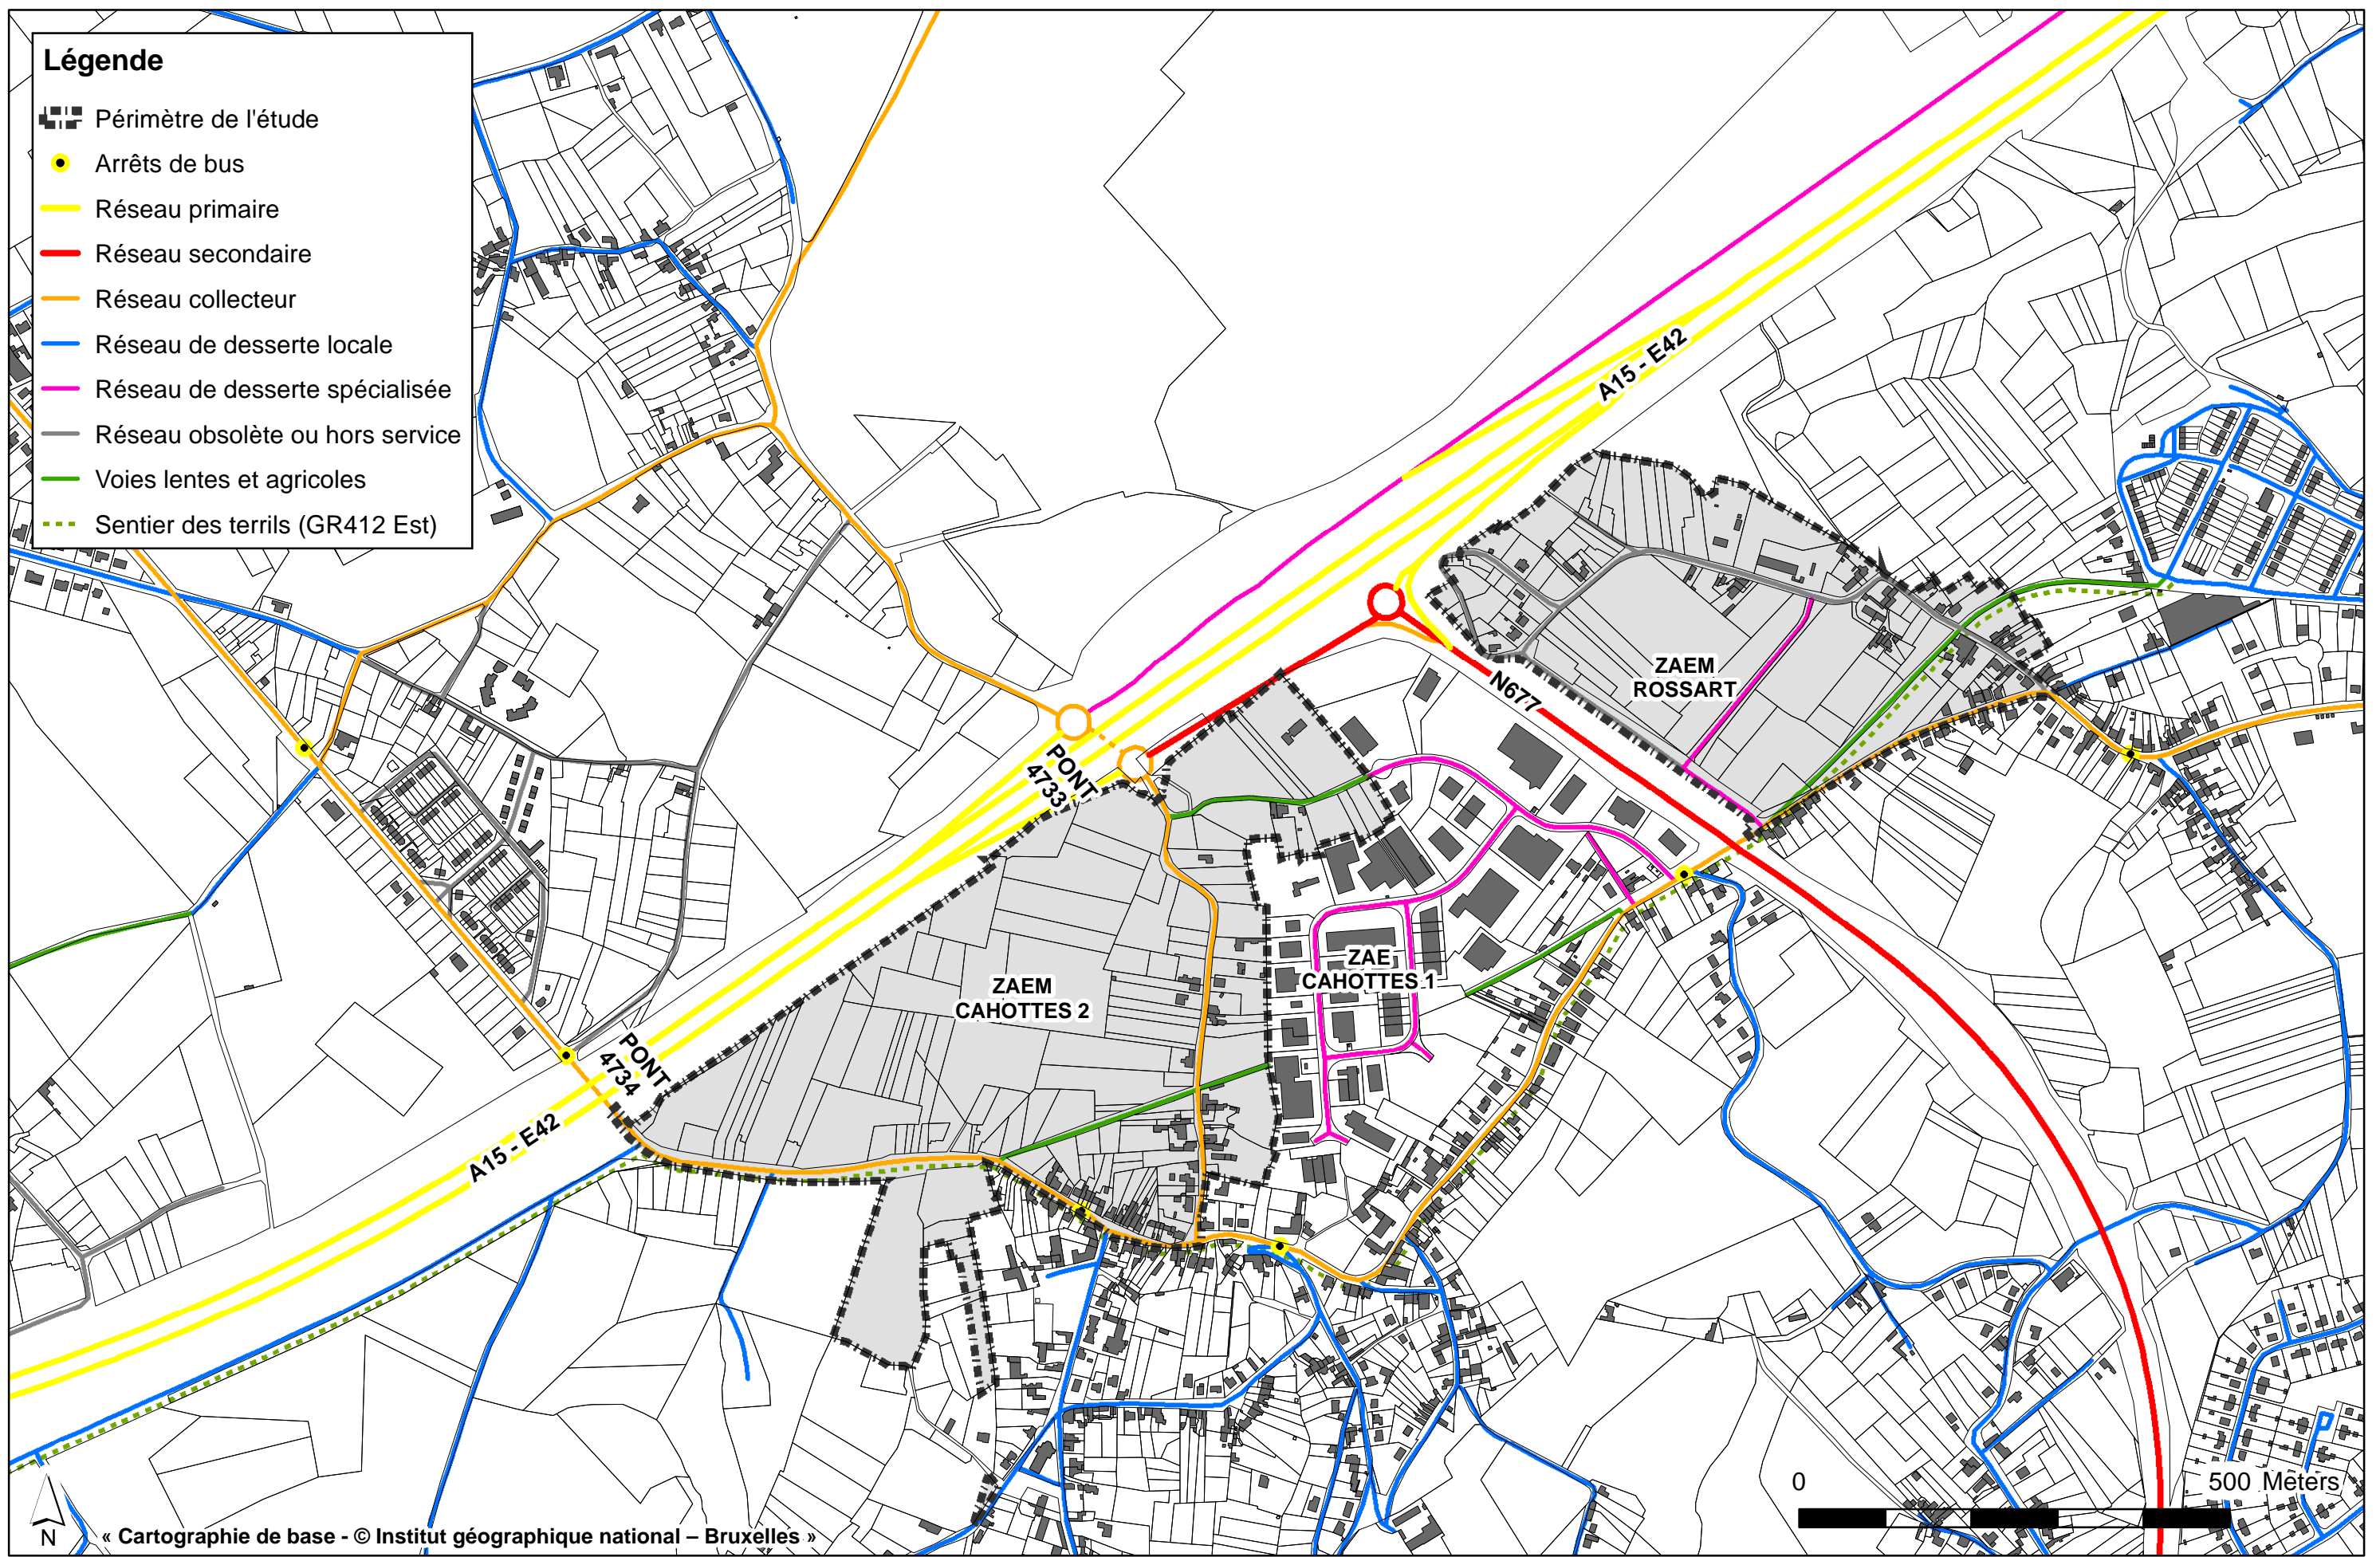 Légende
Périmètre de l'étude
Arrêts de bus
Réseau primaire
Réseau secondaire
Réseau collecteur
Réseau de desserte locale
Réseau de desserte spécialisée
Réseau obsolète ou hors service
Voies lentes et agricoles
Sentier des terrils (GR412 Est)
A15 - E42
ZAEM
ROSSART
N677
PONT
4733
ZAE
CAHOTTES 1
ZAEM
CAHOTTES 2
PONT
4734
A15 - E42
0
500 Meters
N
« Cartographie de base - © Institut géographique national – Bruxelles »